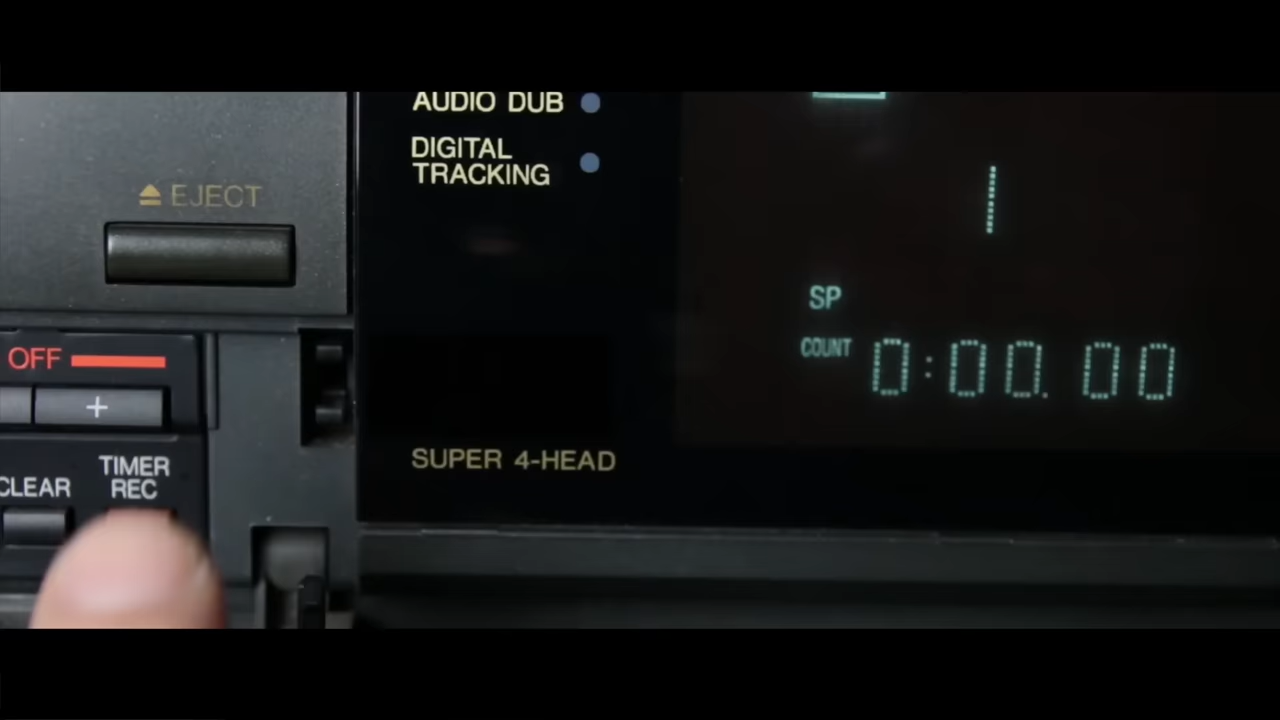 AUDIO DUB
DIGITAL
TRACKING
EJECT
SP
COUNT 0:00.00
OFF
+
SUPER 4-HEAD
TIMER
REC
CLEAR